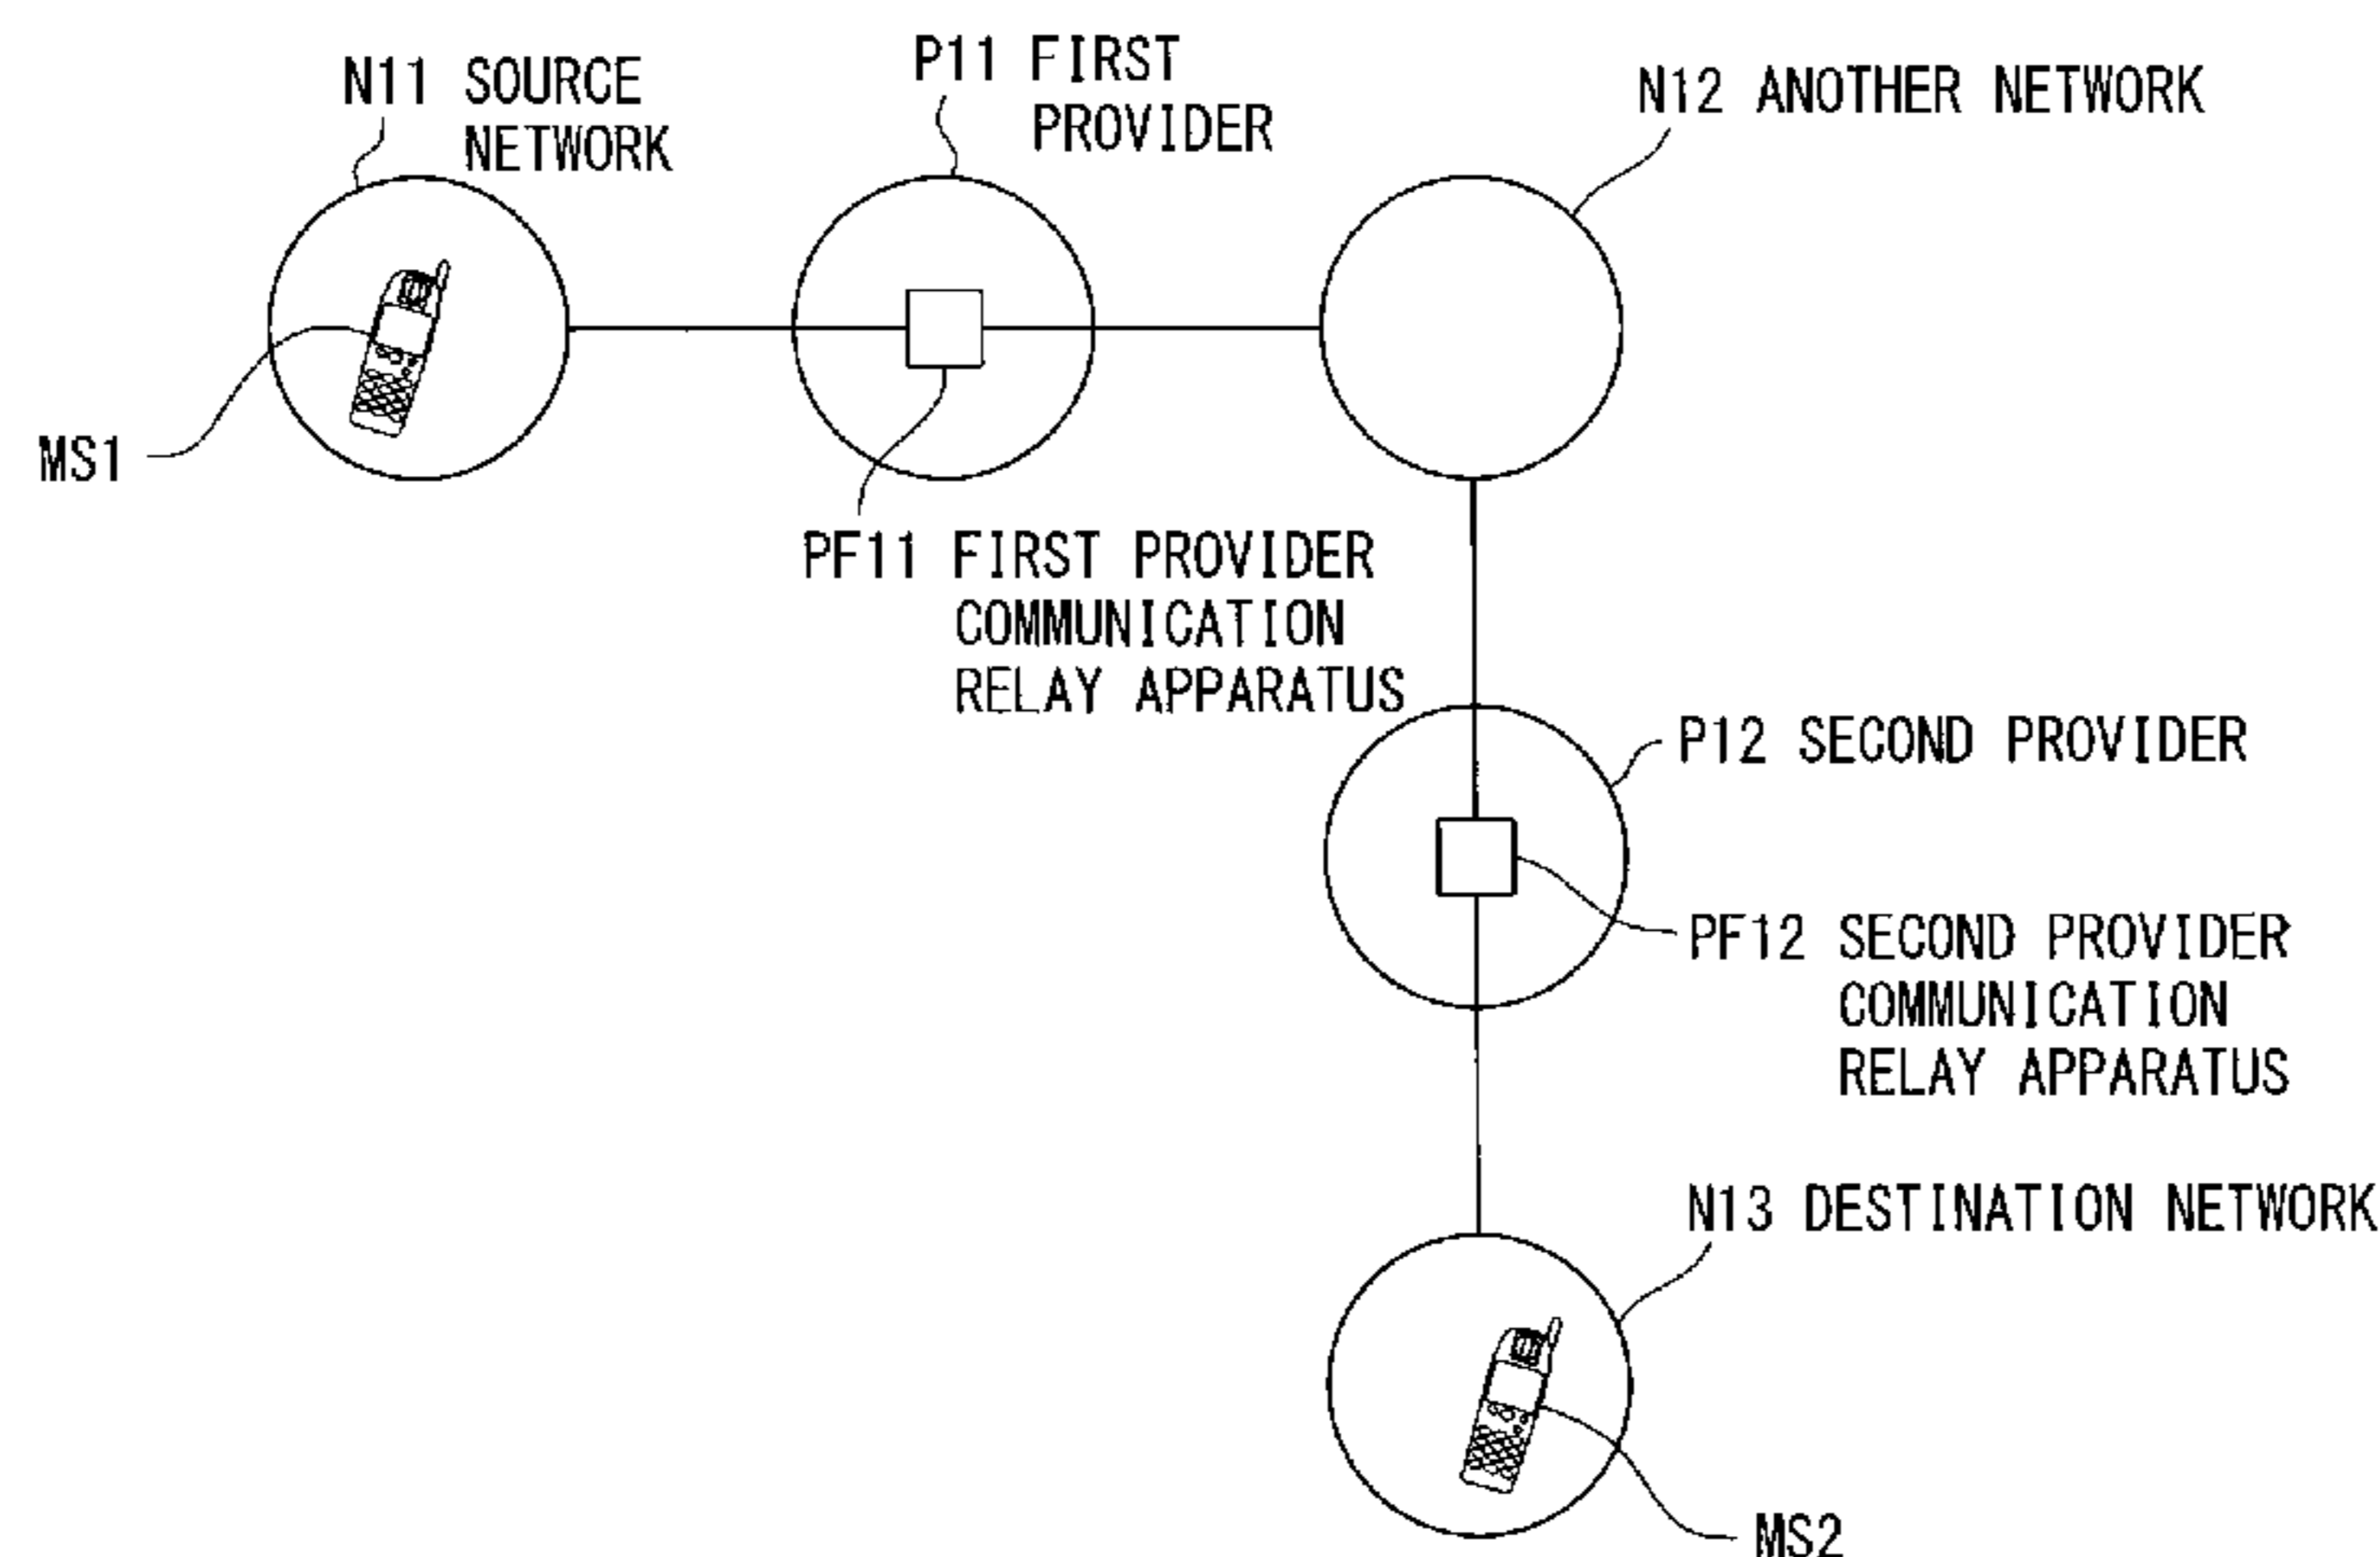 N11 SOURCE
NETWORK
P11 FIRST
PROVIDER
N12 ANOTHER NETWORK
MS1
PF11 FIRST PROVIDER
COMMUNICATION
RELAY APPARATUS
P12 SECOND PROVIDER
PF12 SECOND PROVIDER
COMMUNICATION
RELAY APPARATUS
N13 DESTINATION NETWORK
MS2